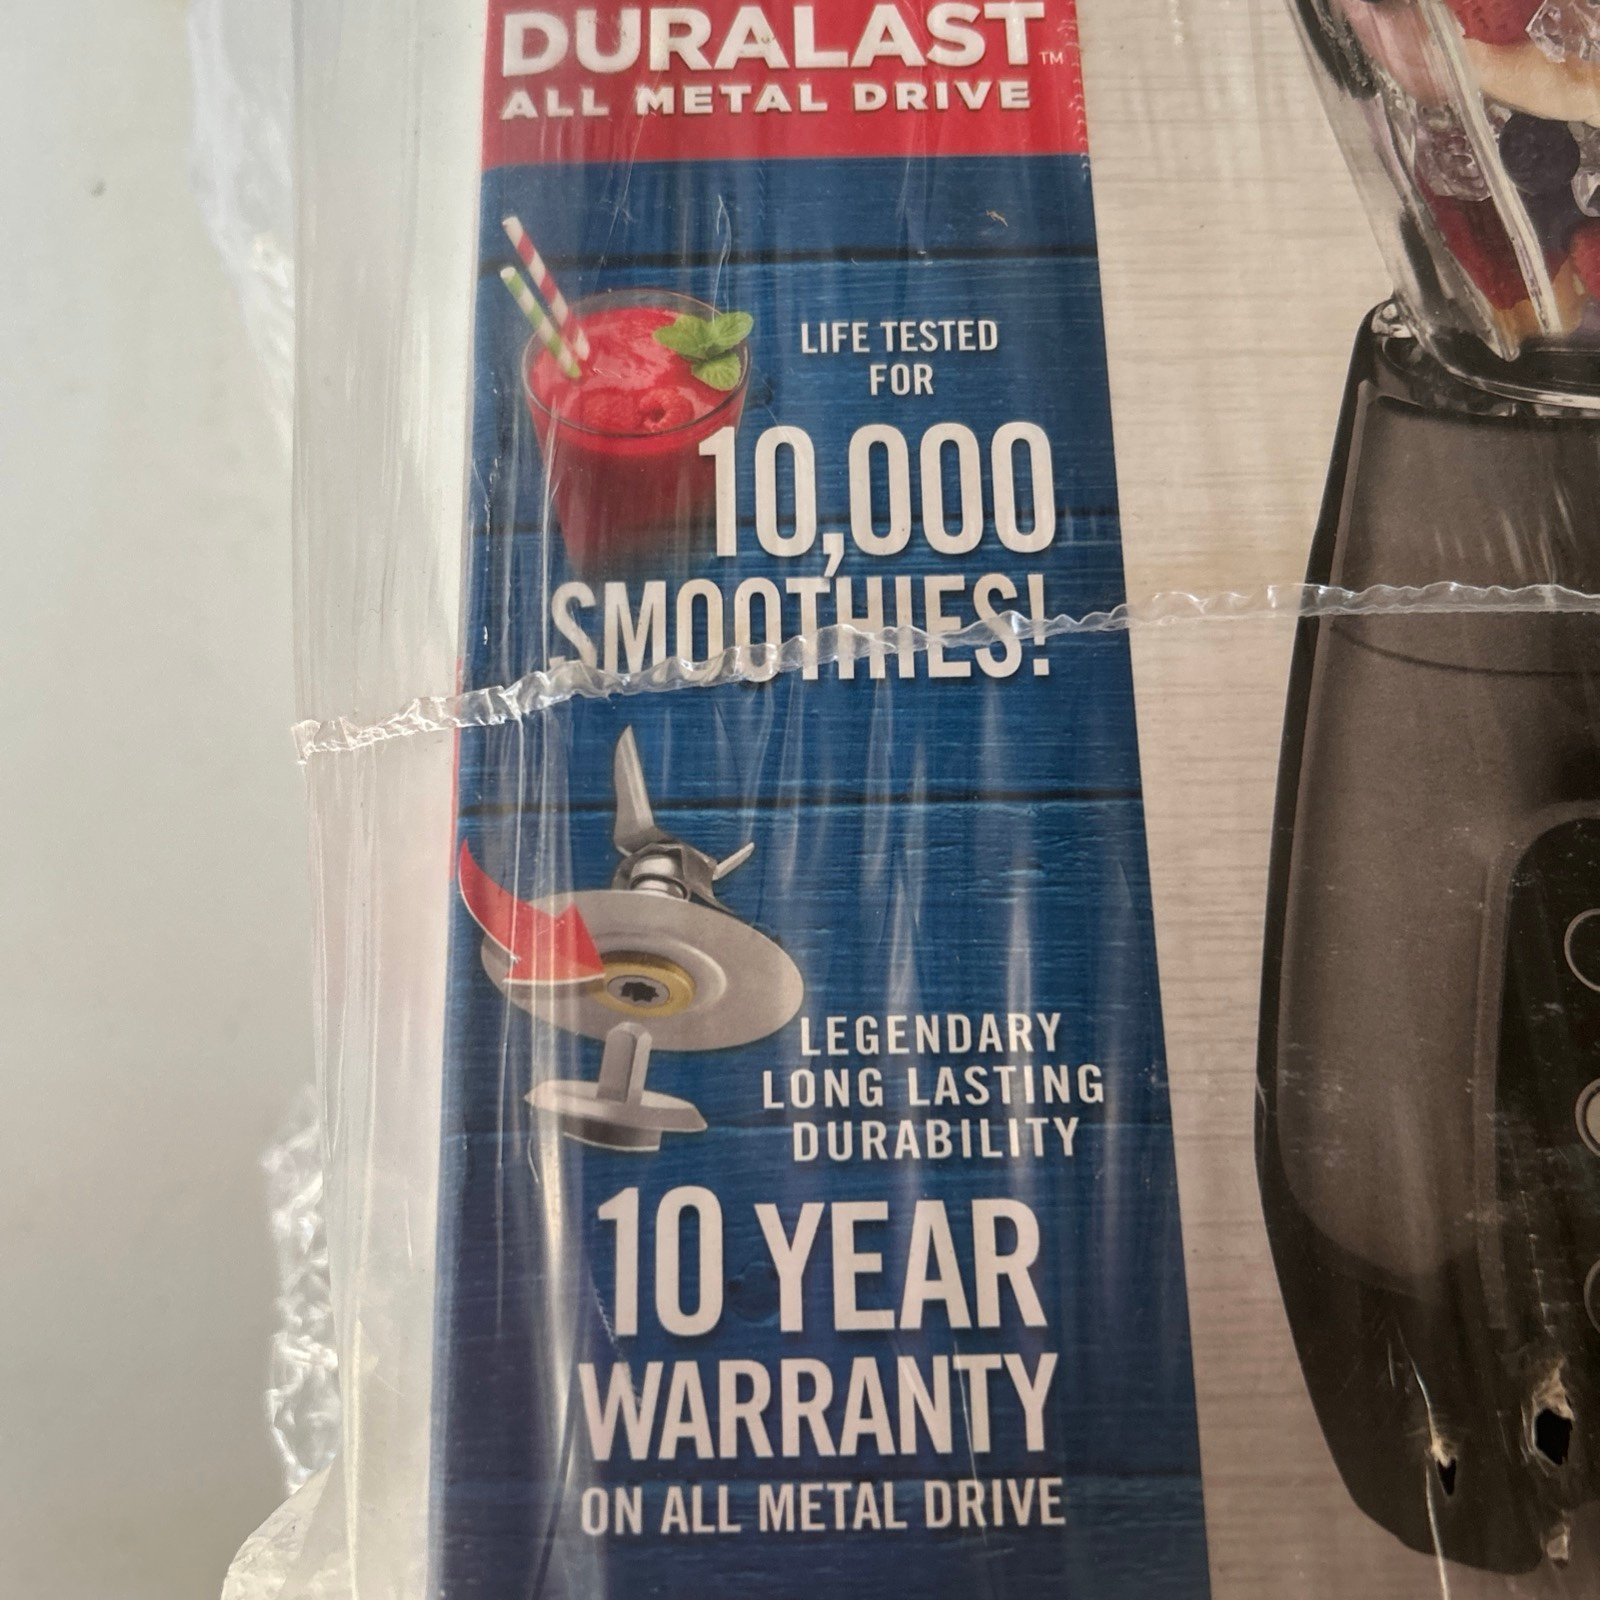 DURALAST™
ALL METAL DRIVE
LIFE TESTED
FOR
10,000
SMOOTHIES!
LEGENDARY
LONG LASTING
DURABILITY
10 YEAR
WARRANTY
ON ALL METAL DRIVE